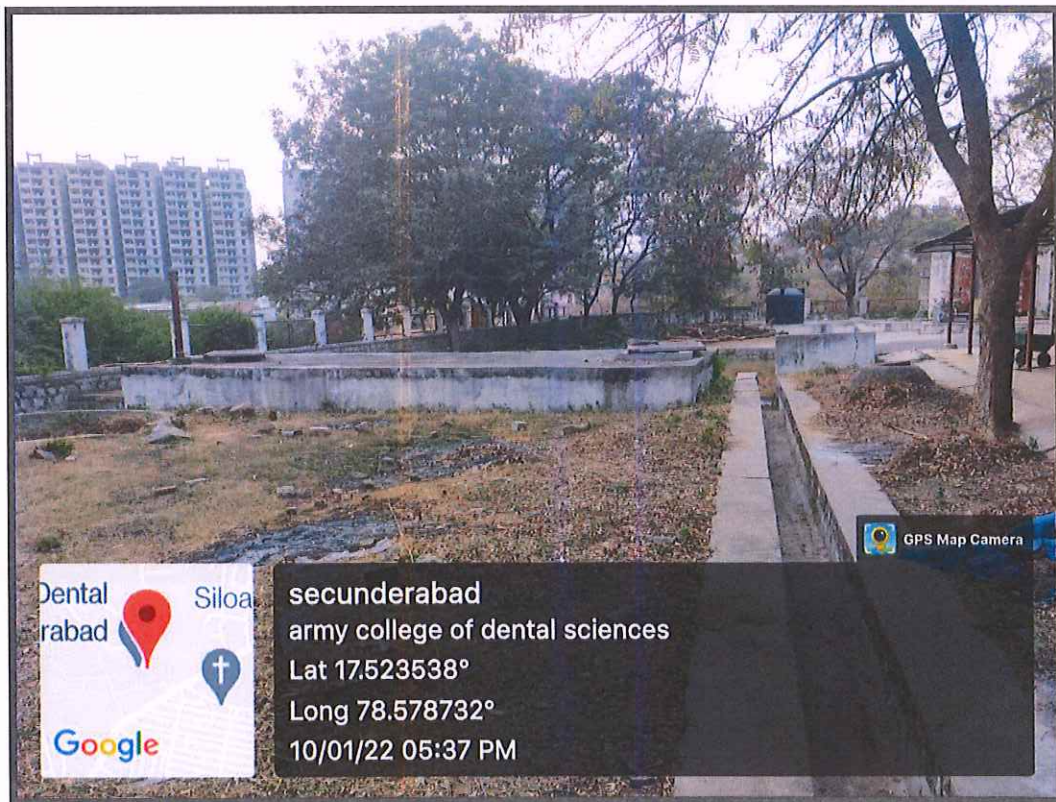 GPS Map Camera
Dental
rabad
Siloa
Google
secunderabad
army college of dental sciences
Lat 17.523538°
Long 78.578732°
10/01/22 05:37 PM